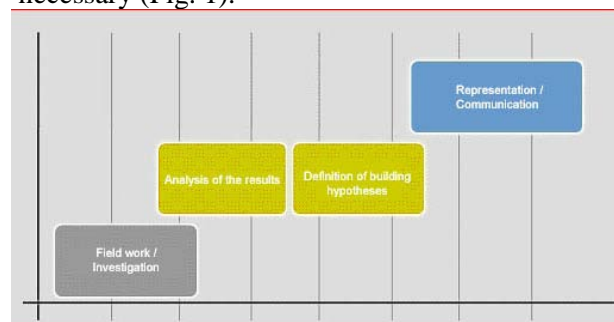 necessary (Fig. 1).
Representation /
Communication
Analysis of the results
Definition of building
hypotheses
Field work /
Investigation